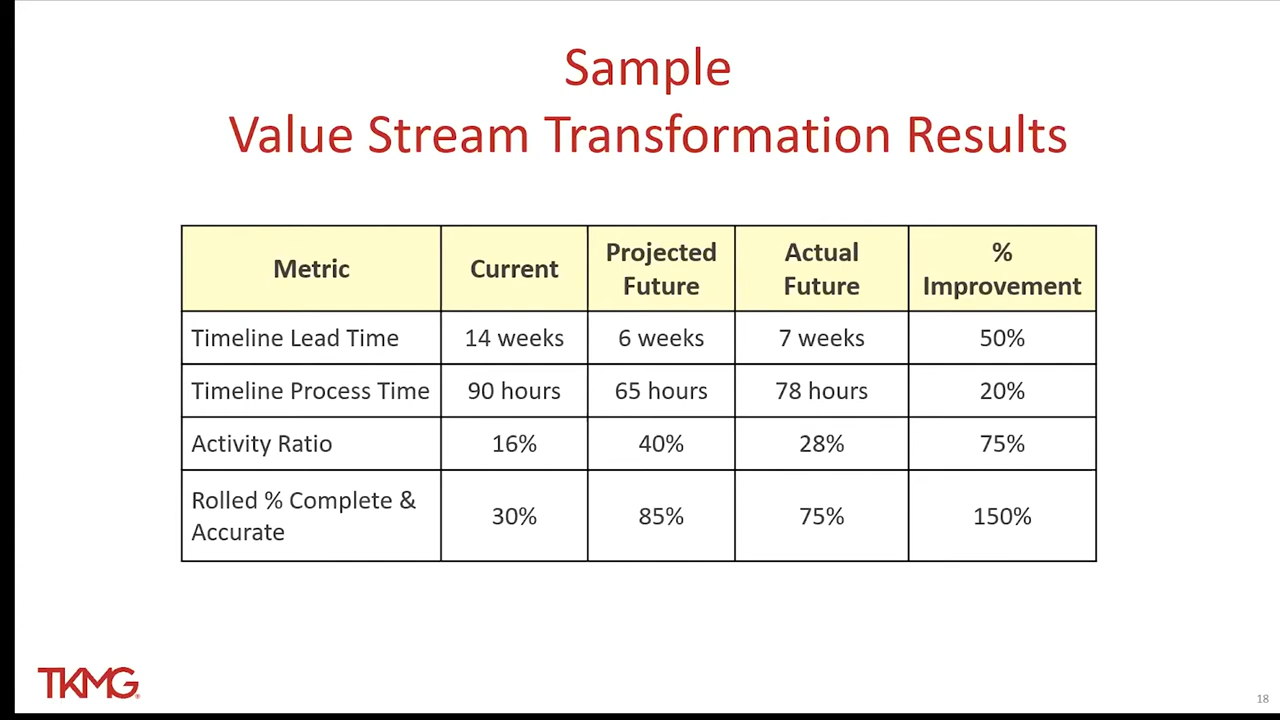 Sample
Value Stream Transformation Results
Metric
Current
Projected
Future
Actual
Future
%
Improvement
Timeline Lead Time
14 weeks
6 weeks
7 weeks
50%
Timeline Process Time
90 hours
65 hours
78 hours
20%
Activity Ratio
16%
40%
28%
75%
Rolled % Complete &
Accurate
30%
85%
75%
150%
TKMG®
18